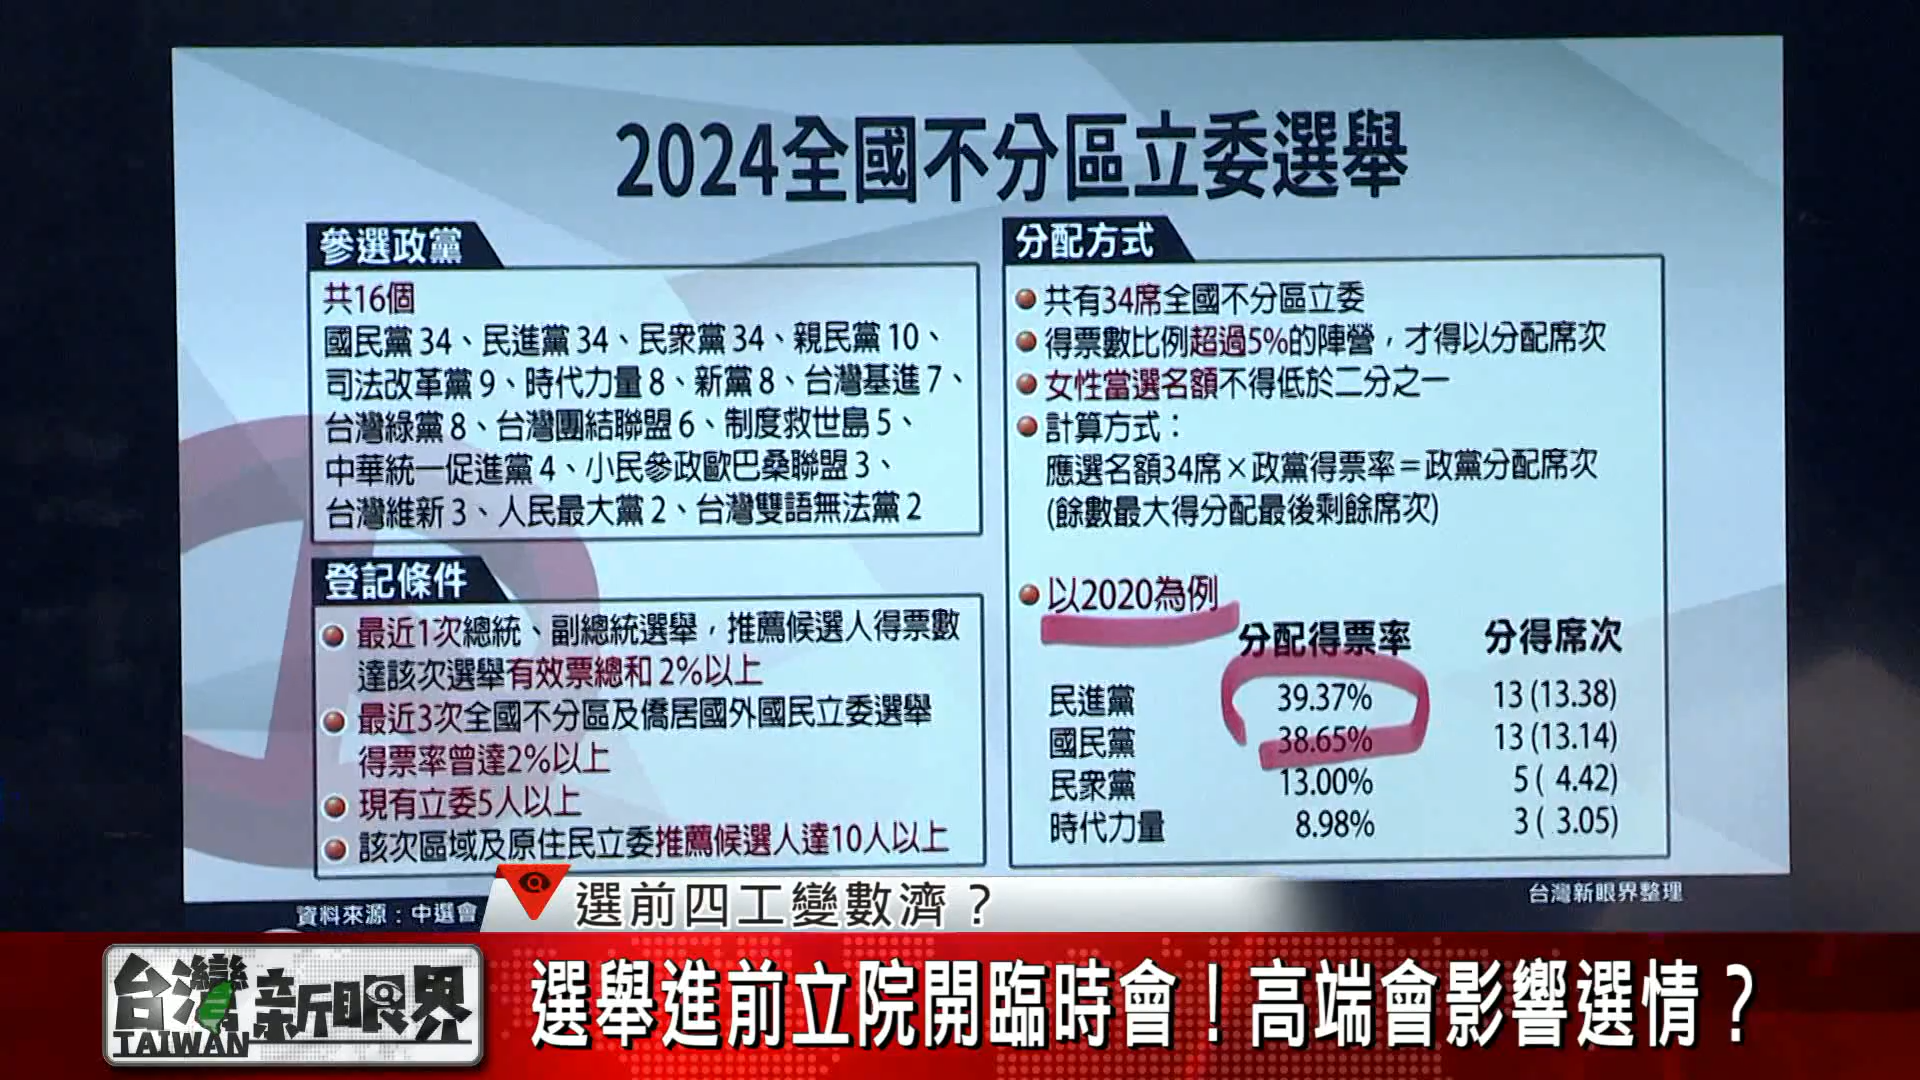 2024全國不分區立委選舉
參選政黨
共16個
國民黨 34、民進黨 34、民衆黨 34、親民黨 10、
司法改革黨 9、時代力量 8、新黨 8、台灣基進 7、
台灣綠黨 8、台灣團結聯盟 6、制度救世島 5、
中華統一促進黨 4、小民參政歐巴桑聯盟 3、
台灣維新 3、人民最大黨 2、台灣雙語無法黨 2
登記條件
最近1次總統、副總統選舉，推薦候選人得票數
達該次選舉有效票總和 2%以上
最近3次全國不分區及僑居國外國民立委選舉
得票率曾達2%以上
現有立委5人以上
該次區域及原住民立委推薦候選人達10人以上
分配方式
共有34席全國不分區立委
得票數比例超過5%的陣營，才得以分配席次
女性當選名額不得低於二分之一
計算方式：
應選名額34席×政黨得票率＝政黨分配席次
(餘數最大得分配最後剩餘席次)
以2020為例
分配得票率 分得席次
民進黨 39.37% 13 (13.38)
國民黨 38.65% 13 (13.14)
民衆黨 13.00% 5 ( 4.42)
時代力量 8.98% 3 ( 3.05)
資料來源：中選會
台灣新眼界整理
選前四工變數濟？
台灣新眼界
TAIWAN
選舉進前立院開臨時會！高端會影響選情？